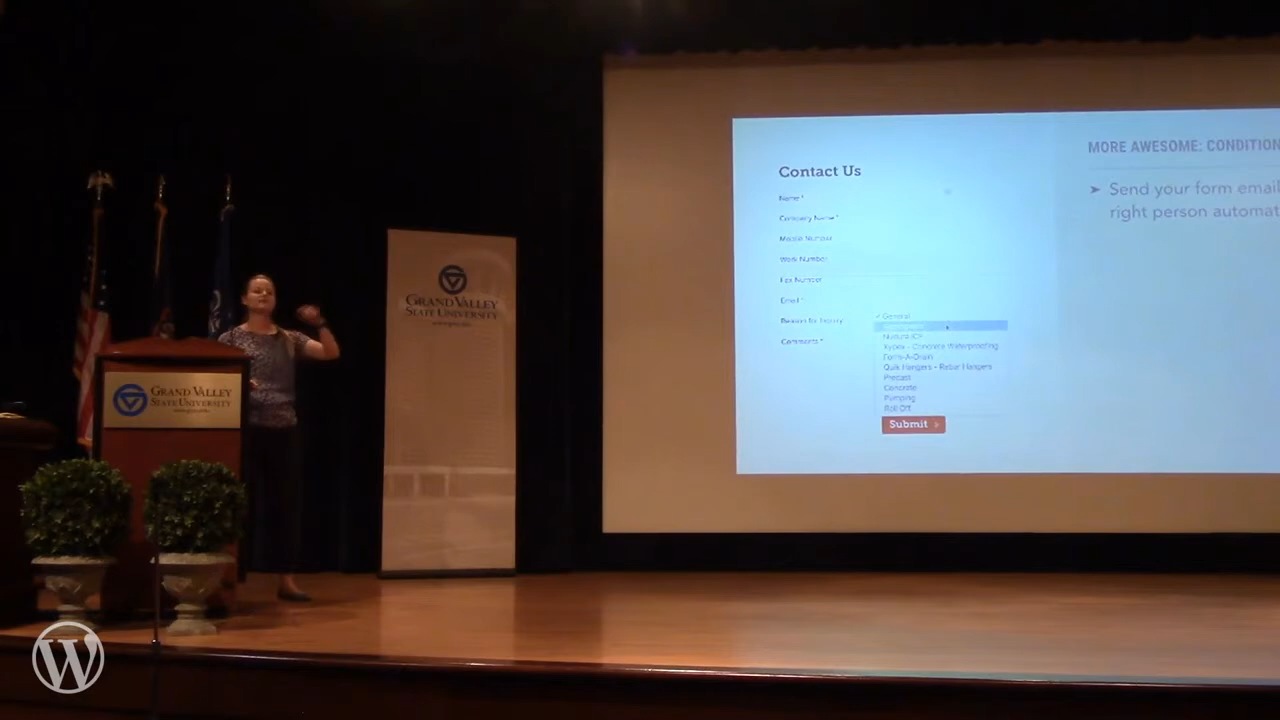 GRAND VALLEY
STATE UNIVERSITY
GRAND VALLEY
STATE UNIVERSITY
Contact Us
Name *
Company Name *
Mobile Number
Work Number
Fax Number
Email *
Reason for Inquiry
Comments *
✓ General
Nudura ICF
Xypex - Concrete Waterproofing
Form-A-Drain
Quik Hangers - Rebar Hangers
Precast
Concrete
Pumping
Roll Off
Submit
MORE AWESOME: CONDITION
➤ Send your form email
right person automat
W